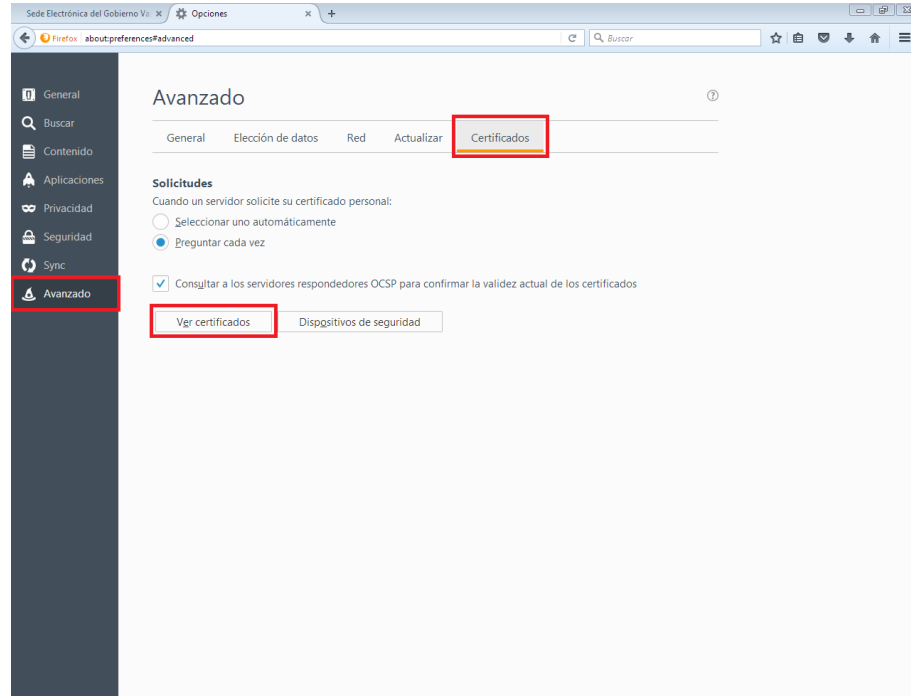 Sede Electrónica del Gobierno Va
Opciones
Firefox about:preferences#advanced
Buscar
General
Buscar
Contenido
Aplicaciones
Privacidad
Seguridad
Sync
Avanzado
Avanzado
General Elección de datos Red Actualizar Certificados
Solicitudes
Cuando un servidor solicite su certificado personal:
Seleccionar uno automáticamente
Preguntar cada vez
Consultar a los servidores respondedores OCSP para confirmar la validez actual de los certificados
Ver certificados Dispositivos de seguridad